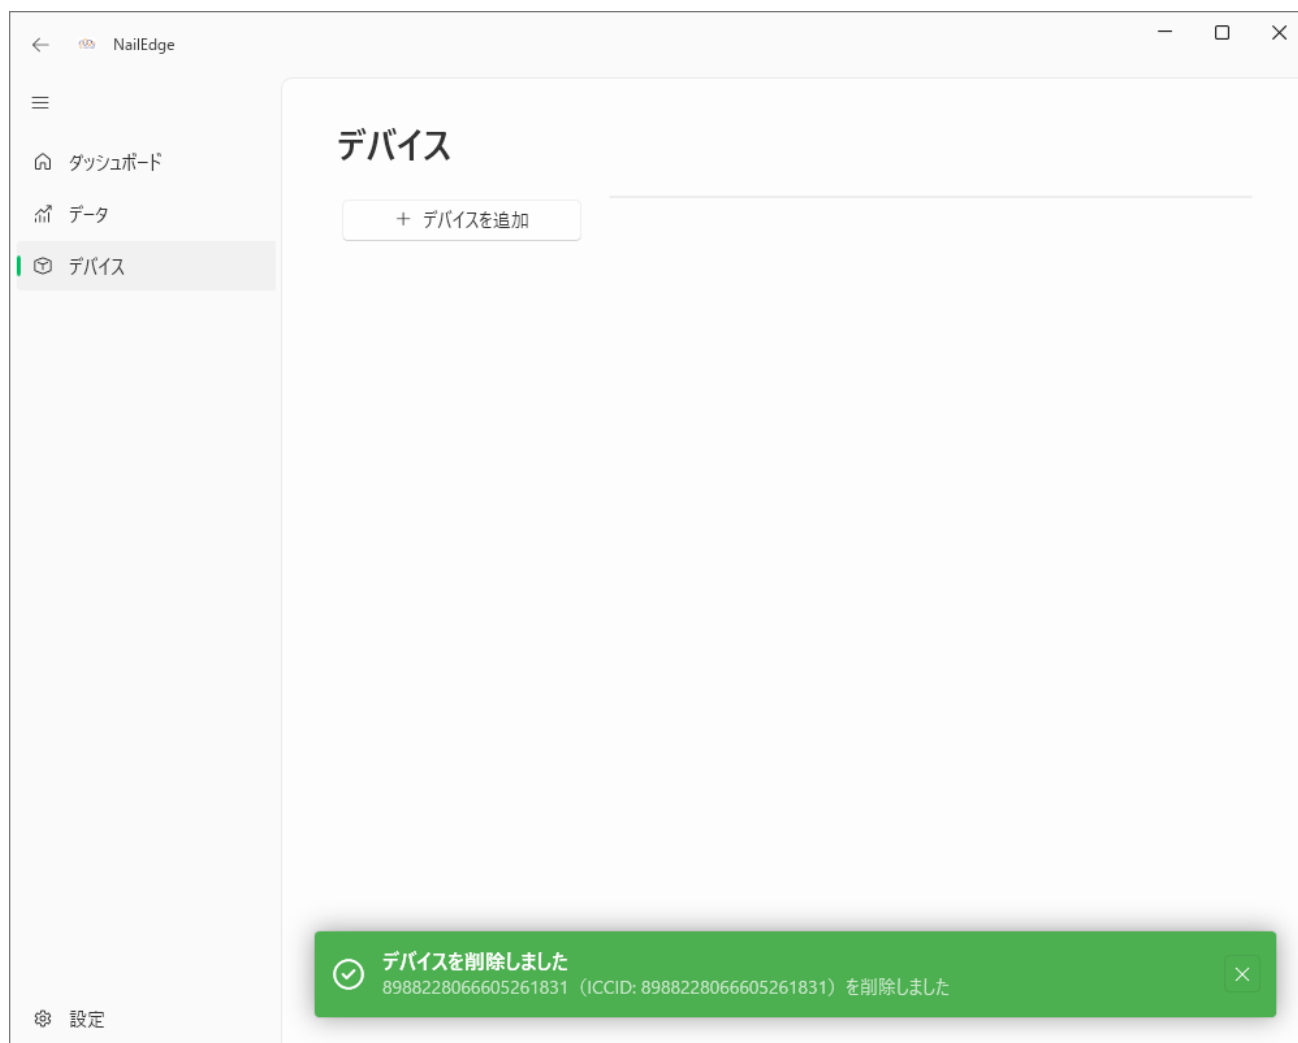 NailEdge
ダッシュボード
データ
デバイス
設定
デバイス
デバイスを追加
デバイスを削除しました
8988228066605261831（ICCID: 8988228066605261831）を削除しました